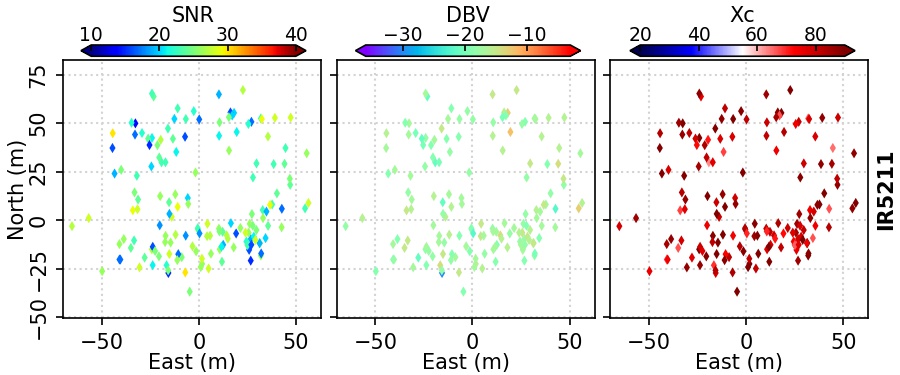 SNR
DBV
Xc
10 20 30 40
−30 −20 −10
20 40 60 80
North (m)
75
50
25
0
−25
−50
−50 0 50
−50 0 50
−50 0 50
East (m)
East (m)
East (m)
IR5211